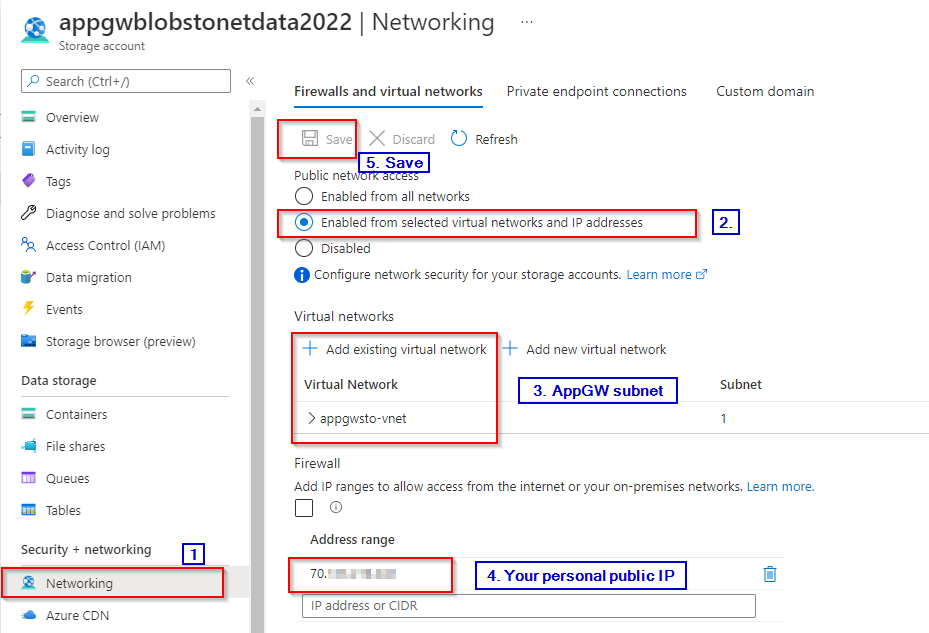 appgwblobstonetdata2022 | Networking ...
Storage account
Search (Ctrl+/)
«
Overview
Activity log
Tags
Diagnose and solve problems
Access Control (IAM)
Data migration
Events
Storage browser (preview)
Data storage
Containers
File shares
Queues
Tables
Security + networking
1
Networking
Azure CDN
Firewalls and virtual networks Private endpoint connections Custom domain
Save Discard Refresh
5. Save
Public network access
Enabled from all networks
Enabled from selected virtual networks and IP addresses
2.
Disabled
Configure network security for your storage accounts. Learn more
Virtual networks
+ Add existing virtual network + Add new virtual network
Virtual Network Subnet
3. AppGW subnet
> appgwsto-vnet 1
Firewall
Add IP ranges to allow access from the internet or your on-premises networks. Learn more.
Address range
70.
4. Your personal public IP
IP address or CIDR